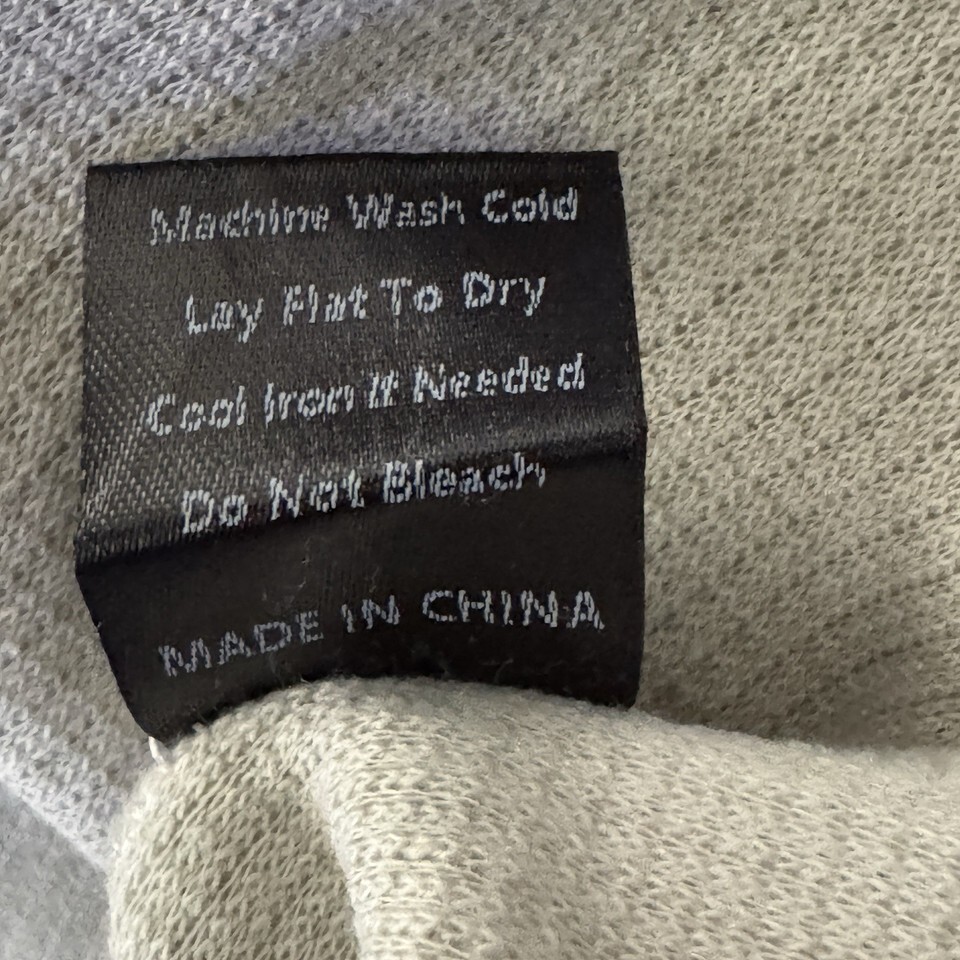 Machine Wash Cold
Lay Flat To Dry
Cool Iron If Needed
Do Not Bleach
MADE IN CHINA